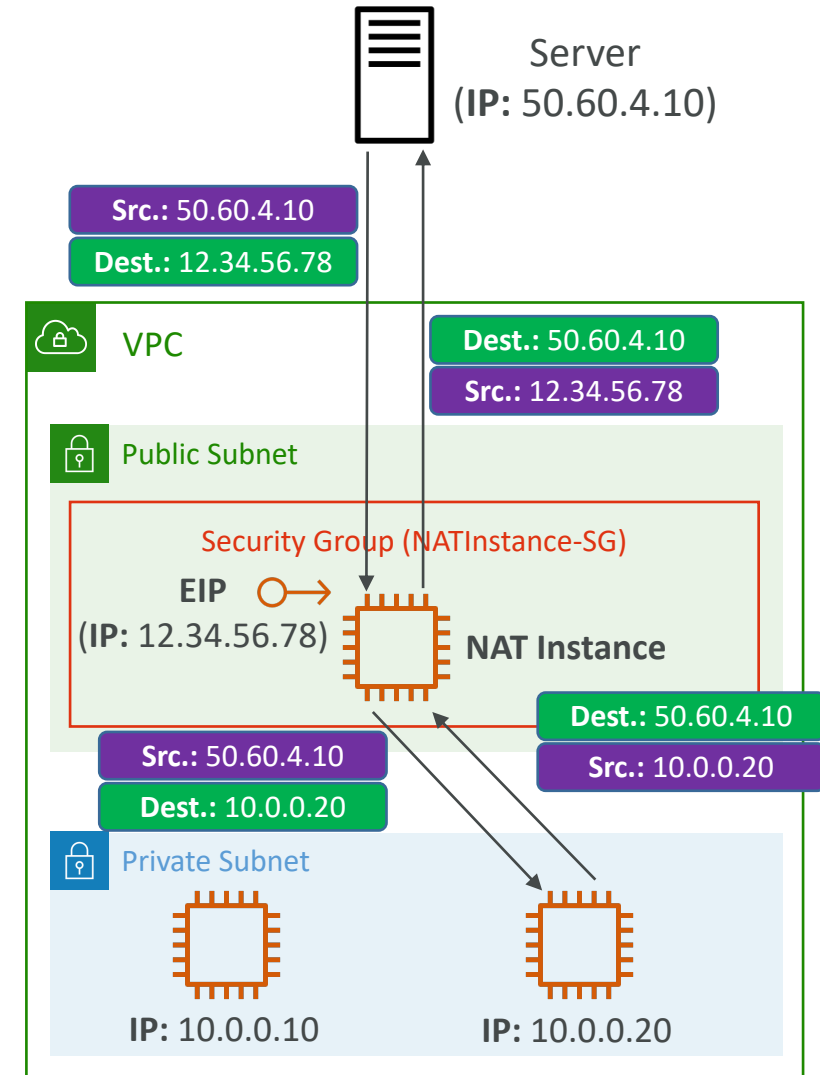 Server
(IP: 50.60.4.10)
Src.: 50.60.4.10
Dest.: 12.34.56.78
VPC
Dest.: 50.60.4.10
Src.: 12.34.56.78
Public Subnet
Security Group (NATInstance-SG)
EIP
(IP: 12.34.56.78)
NAT Instance
Dest.: 50.60.4.10
Src.: 10.0.0.20
Src.: 50.60.4.10
Dest.: 10.0.0.20
Private Subnet
IP: 10.0.0.10
IP: 10.0.0.20